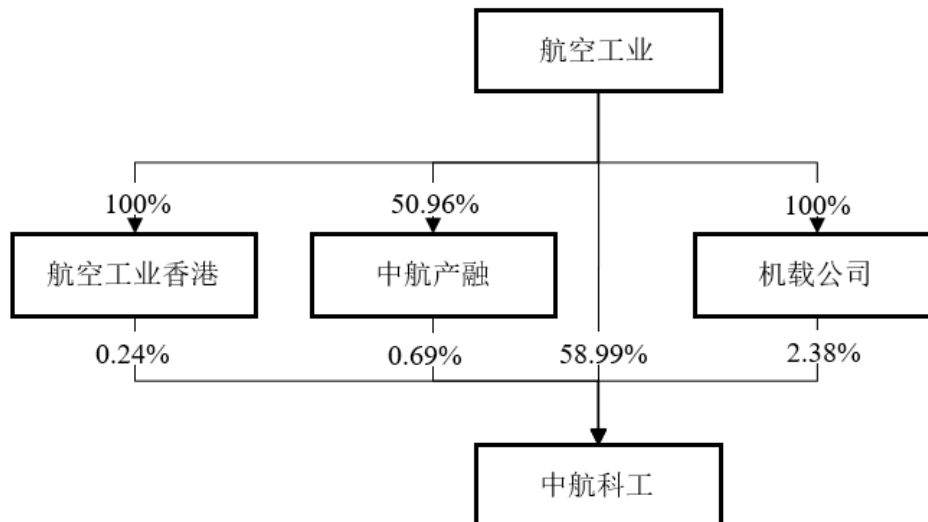 航空工业
100%
50.96%
100%
航空工业香港
中航产融
机载公司
0.24%
0.69%
58.99%
2.38%
中航科工